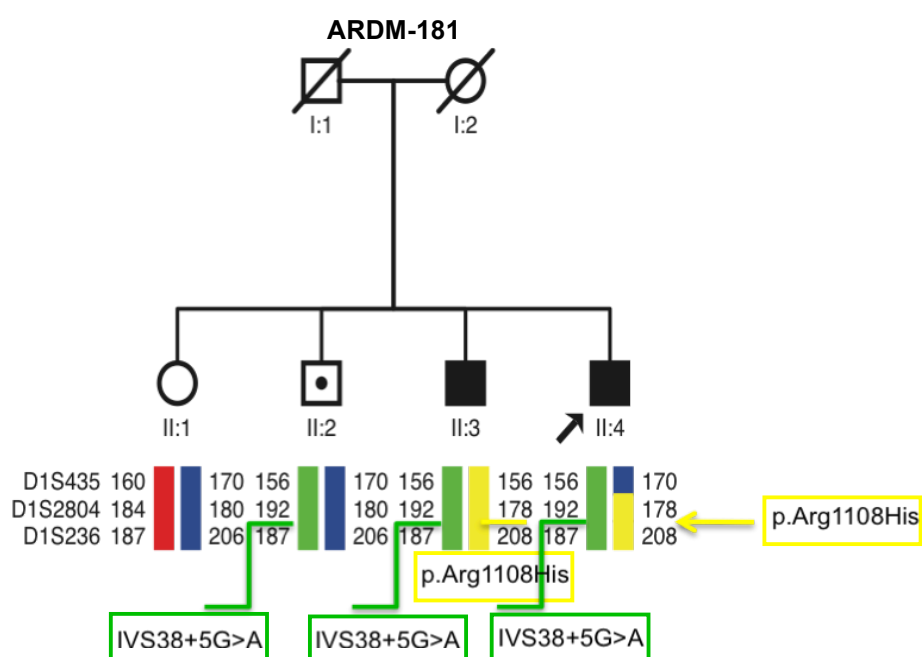 ARDM-181
I:1 I:2
II:1 II:2 II:3 II:4
D1S435 160 170 156 170 156 156 156 170
D1S2804 184 180 192 180 192 178 192 178
D1S236 187 206 187 206 187 208 187 208
p.Arg1108His
p.Arg1108His
IVS38+5G>A IVS38+5G>A IVS38+5G>A